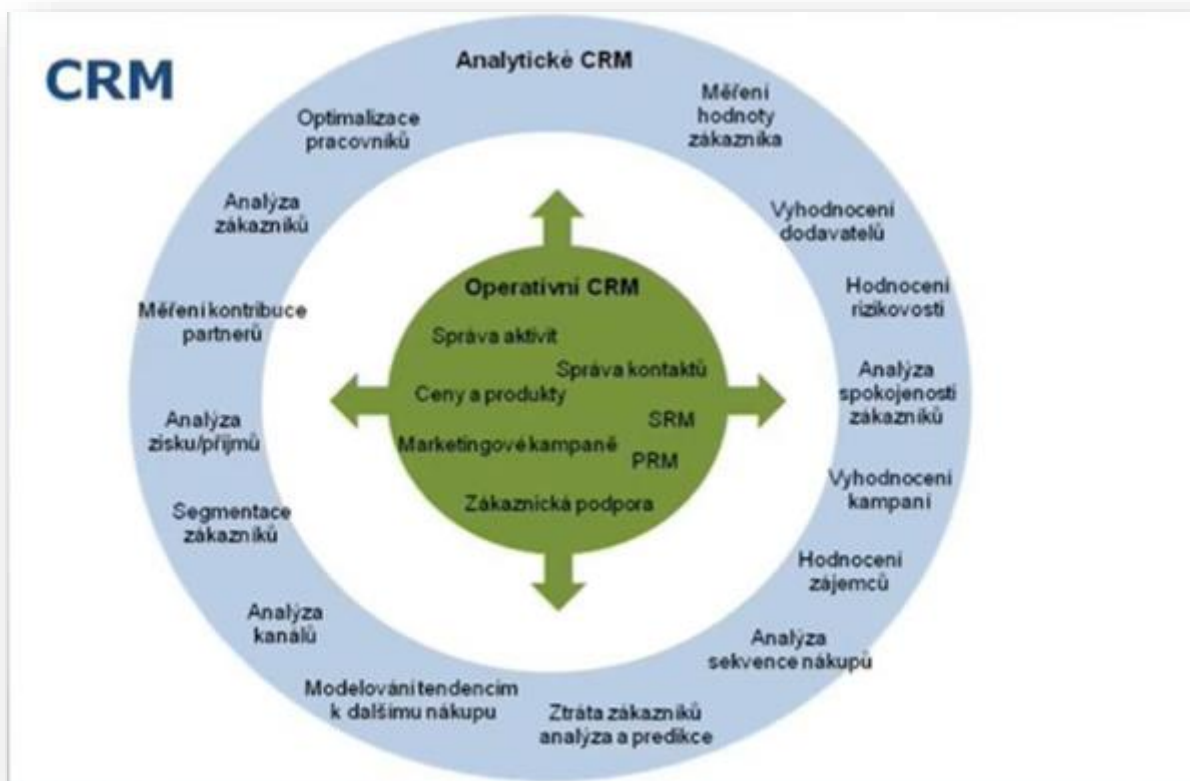 CRM
Analytické CRM
Měření
hodnoty
zákazníka
Vyhodnocení
dodavatelů
Hodnocení
rizikovosti
Analýza
spokojenosti
zákazníků
Vyhodnocení
kampaní
Hodnocení
zájemců
Analýza
sekvence nákupů
Ztráta zákazníků
analýza a predikce
Modelování tendencím
k dalšímu nákupu
Analýza
kanálů
Segmentace
zákazníků
Analýza
zisku/příjmů
Měření kontribuce
partnerů
Analýza
zákazníků
Optimalizace
pracovníků
Operativní CRM
Správa aktivit
Správa kontaktů
Ceny a produkty
SRM
Marketingové kampaně
PRM
Zákaznická podpora